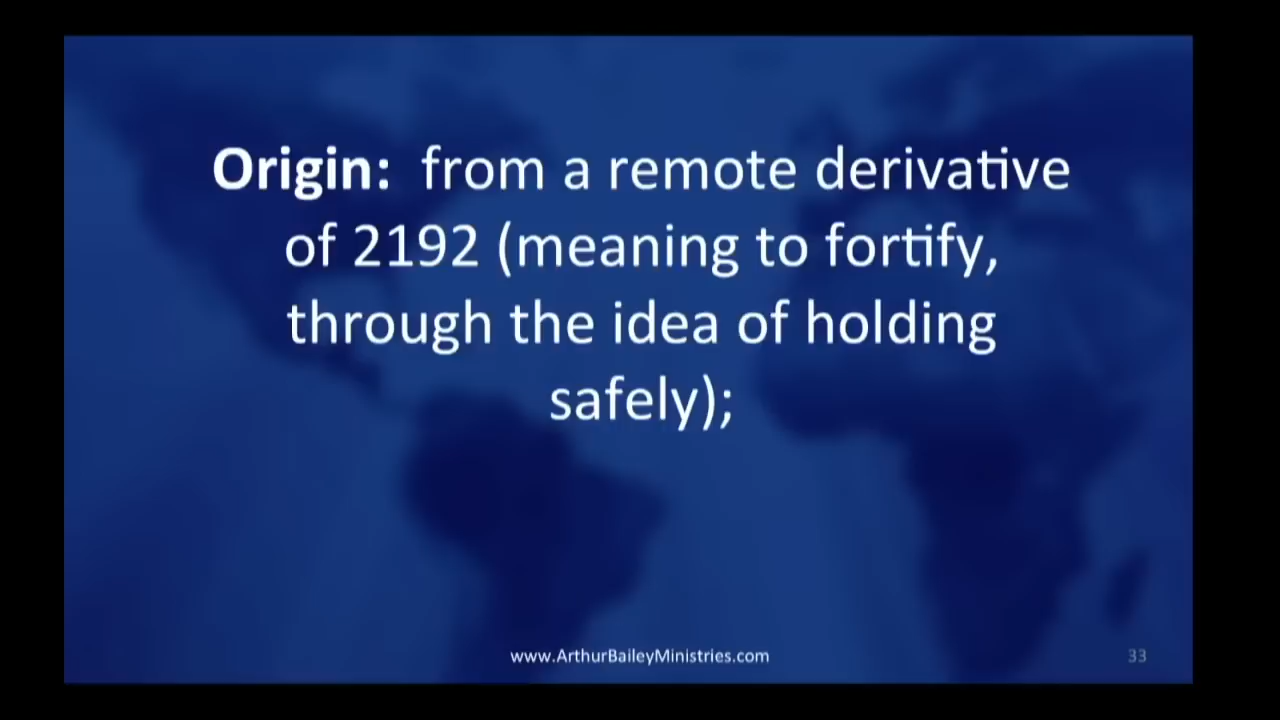 Origin: from a remote derivative
of 2192 (meaning to fortify,
through the idea of holding
safely);
www.ArthurBaileyMinistries.com
33